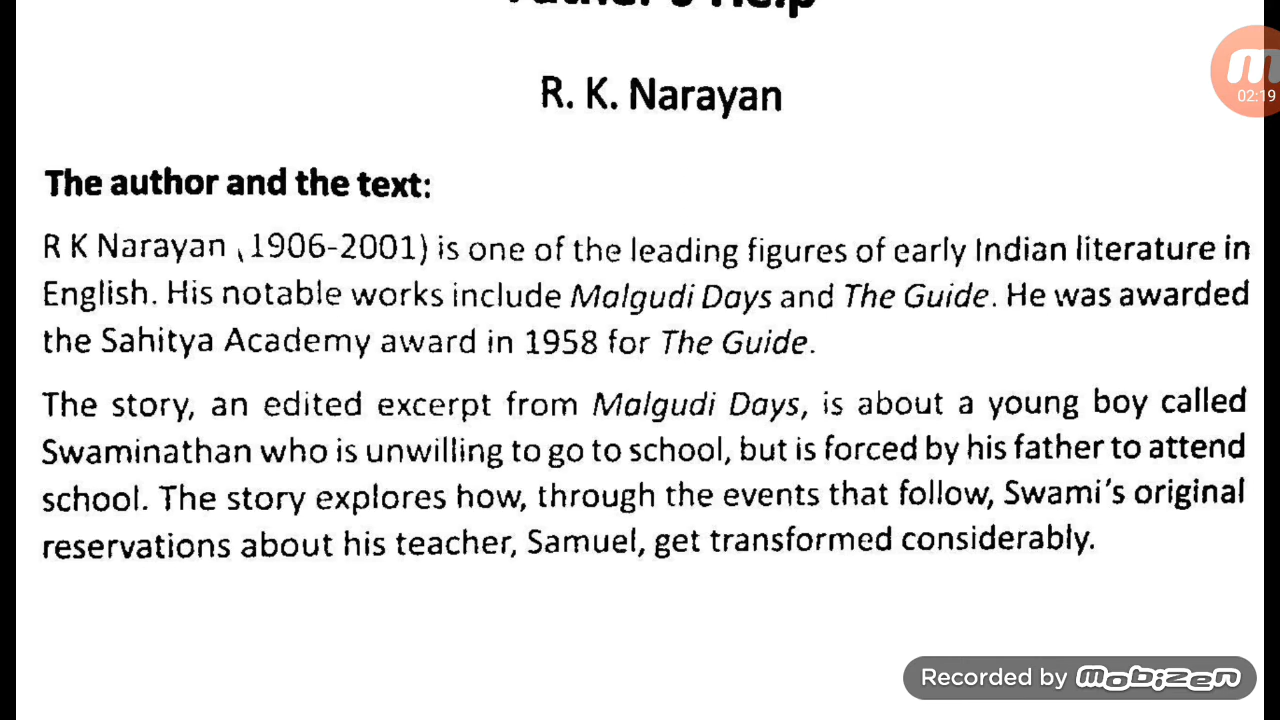 Father's Help
R. K. Narayan
The author and the text:
R K Narayan (1906-2001) is one of the leading figures of early Indian literature in
English. His notable works include Malgudi Days and The Guide. He was awarded
the Sahitya Academy award in 1958 for The Guide.
The story, an edited excerpt from Malgudi Days, is about a young boy called
Swaminathan who is unwilling to go to school, but is forced by his father to attend
school. The story explores how, through the events that follow, Swami's original
reservations about his teacher, Samuel, get transformed considerably.
02:19
Recorded by Mobizen